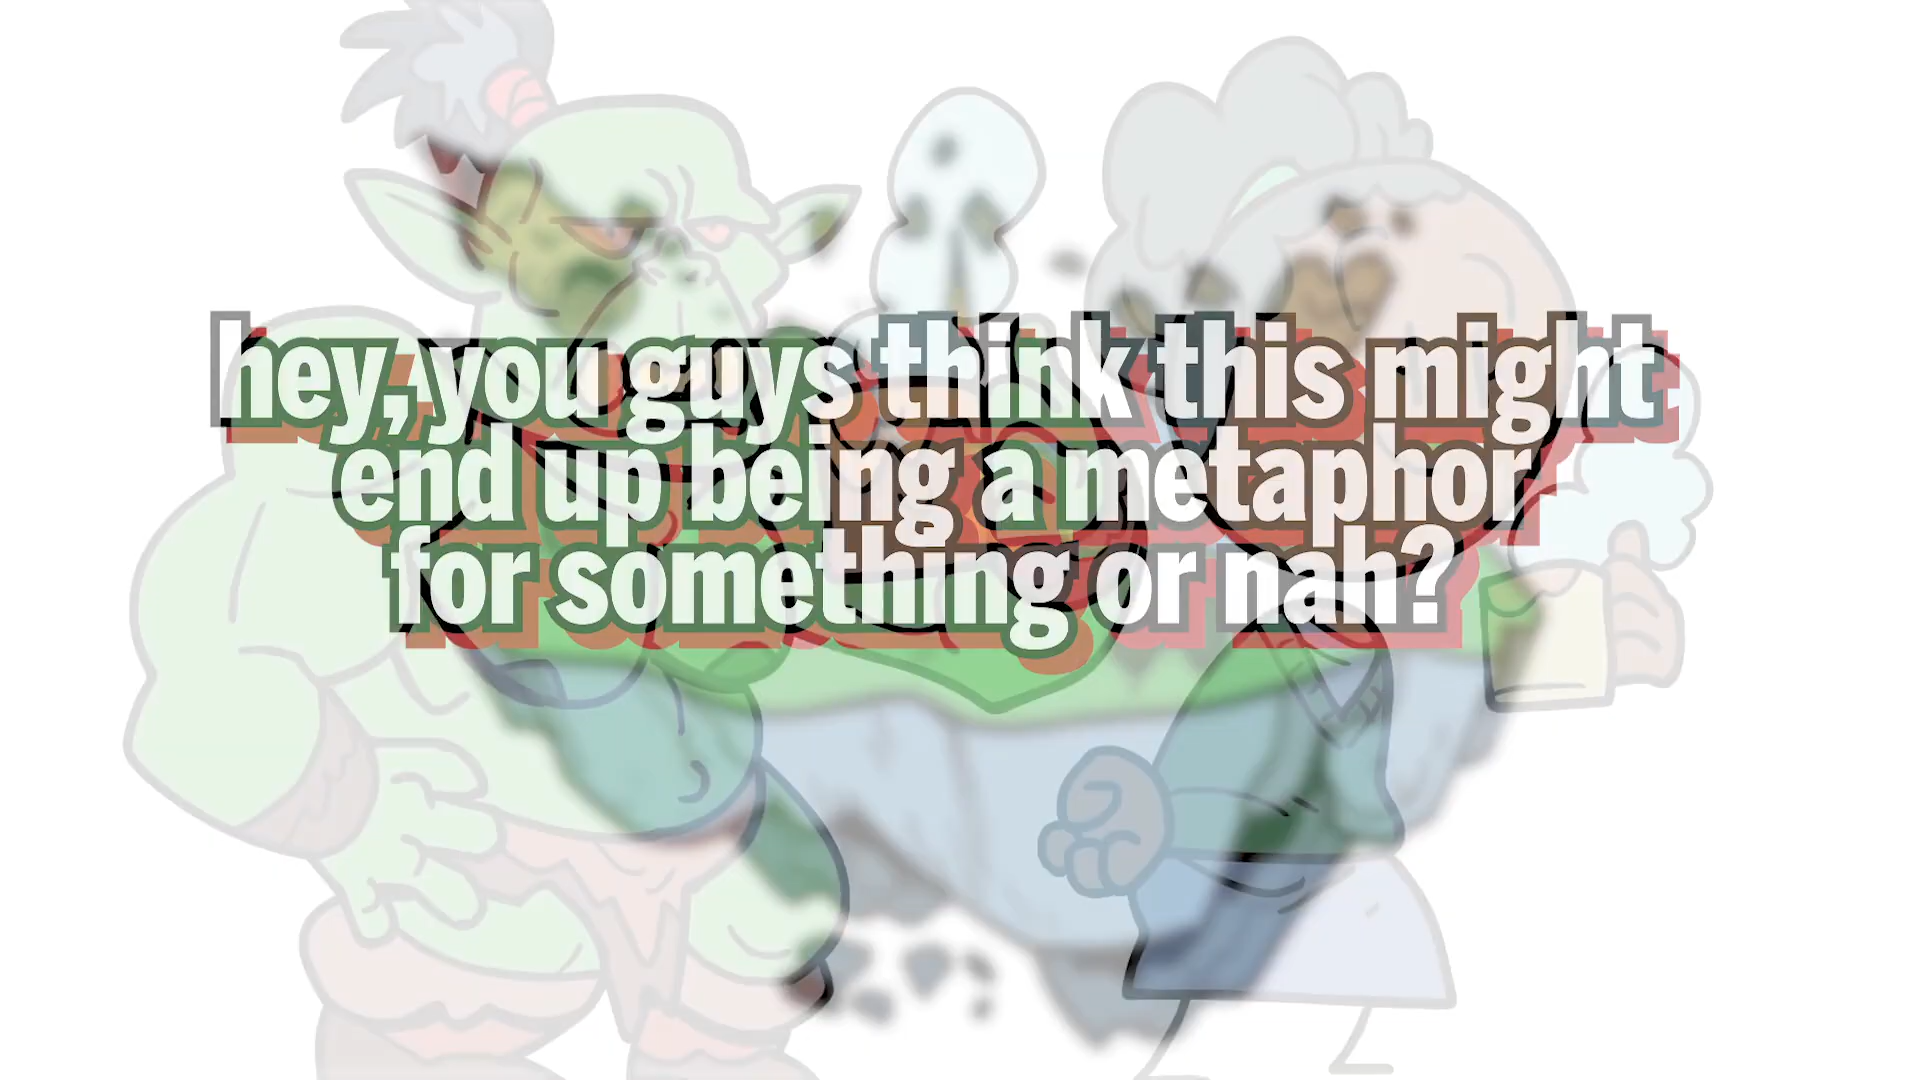 hey, you guys think this might
end up being a metaphor
for something or nah?